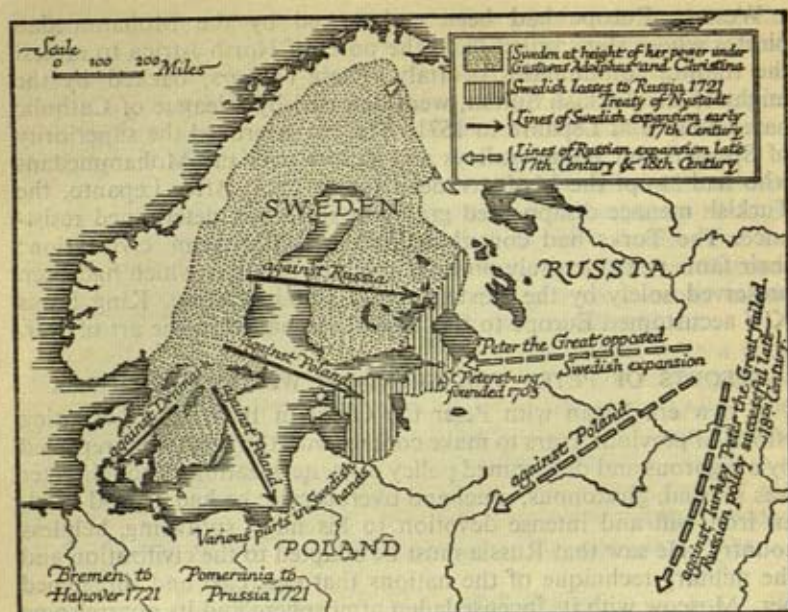 Scale
0 100 200 Miles
Sweden at height of her power under
Gustavus Adolphus and Christina
Swedish losses to Russia 1721
Treaty of Nystadt
Lines of Swedish expansion early
17th Century
Lines of Russian expansion late
17th Century & 18th Century
SWEDEN
RUSSIA
against Russia
against Poland
against Denmark
against Poland
Peter the Great opposed
Swedish expansion
St Petersburg
founded 1703
against Poland
against Turkey. Peter the Great failed.
Russian policy successful late
18th Century.
Various parts in Swedish
hands
POLAND
Bremen to
Hanover 1721
Pomerania to
Prussia 1721